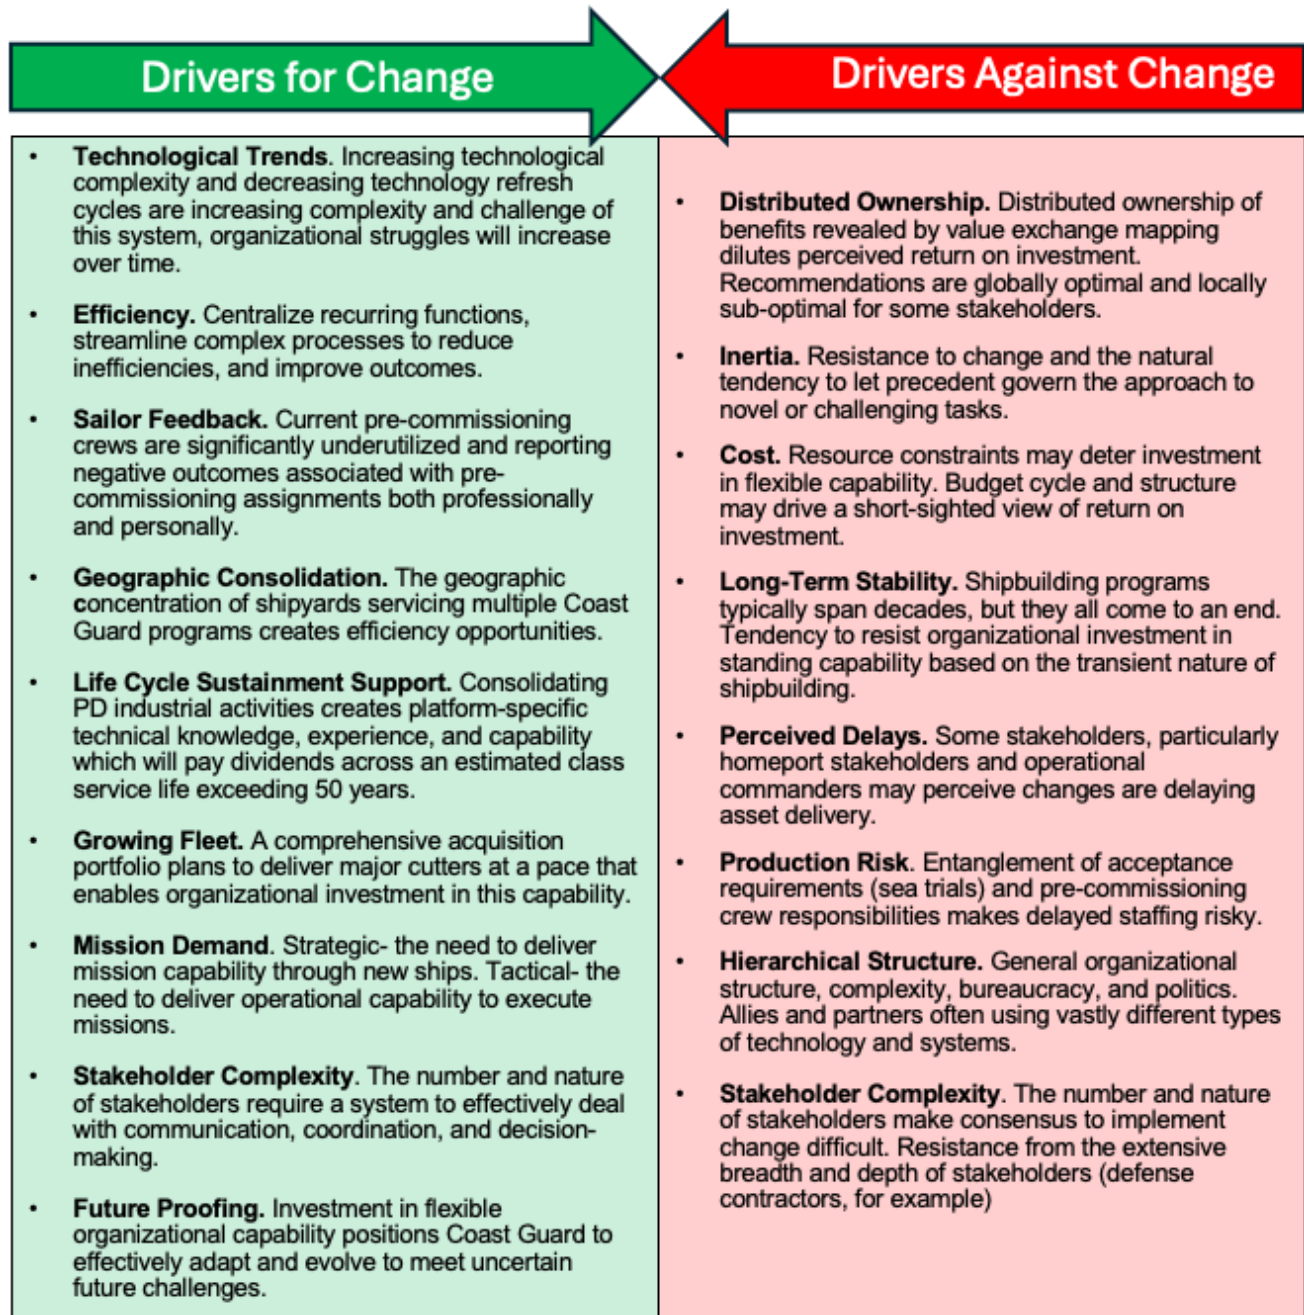 Drivers for Change
Drivers Against Change
• Technological Trends. Increasing technological
complexity and decreasing technology refresh
cycles are increasing complexity and challenge of
this system, organizational struggles will increase
over time.
• Efficiency. Centralize recurring functions,
streamline complex processes to reduce
inefficiencies, and improve outcomes.
• Sailor Feedback. Current pre-commissioning
crews are significantly underutilized and reporting
negative outcomes associated with pre-
commissioning assignments both professionally
and personally.
• Geographic Consolidation. The geographic
concentration of shipyards servicing multiple Coast
Guard programs creates efficiency opportunities.
• Life Cycle Sustainment Support. Consolidating
PD industrial activities creates platform-specific
technical knowledge, experience, and capability
which will pay dividends across an estimated class
service life exceeding 50 years.
• Growing Fleet. A comprehensive acquisition
portfolio plans to deliver major cutters at a pace that
enables organizational investment in this capability.
• Mission Demand. Strategic- the need to deliver
mission capability through new ships. Tactical- the
need to deliver operational capability to execute
missions.
• Stakeholder Complexity. The number and nature
of stakeholders require a system to effectively deal
with communication, coordination, and decision-
making.
• Future Proofing. Investment in flexible
organizational capability positions Coast Guard to
effectively adapt and evolve to meet uncertain
future challenges.
• Distributed Ownership. Distributed ownership of
benefits revealed by value exchange mapping
dilutes perceived return on investment.
Recommendations are globally optimal and locally
sub-optimal for some stakeholders.
• Inertia. Resistance to change and the natural
tendency to let precedent govern the approach to
novel or challenging tasks.
• Cost. Resource constraints may deter investment
in flexible capability. Budget cycle and structure
may drive a short-sighted view of return on
investment.
• Long-Term Stability. Shipbuilding programs
typically span decades, but they all come to an end.
Tendency to resist organizational investment in
standing capability based on the transient nature of
shipbuilding.
• Perceived Delays. Some stakeholders, particularly
homeport stakeholders and operational
commanders may perceive changes are delaying
asset delivery.
• Production Risk. Entanglement of acceptance
requirements (sea trials) and pre-commissioning
crew responsibilities makes delayed staffing risky.
• Hierarchical Structure. General organizational
structure, complexity, bureaucracy, and politics.
Allies and partners often using vastly different types
of technology and systems.
• Stakeholder Complexity. The number and nature
of stakeholders make consensus to implement
change difficult. Resistance from the extensive
breadth and depth of stakeholders (defense
contractors, for example)